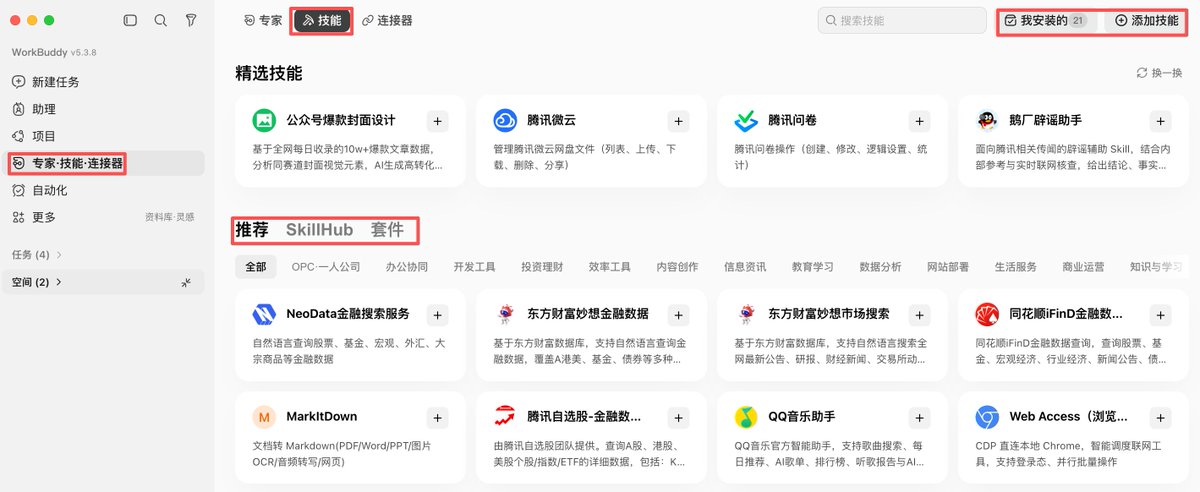 WorkBuddy v5.3.8
新建任务
助理
项目
专家·技能·连接器
自动化
更多
资料库·灵感
任务 (4)
空间 (2)
专家
技能
连接器
搜索技能
我安装的 21
添加技能
精选技能
换一换
公众号爆款封面设计
基于全网每日收录的10w+爆款文章数据，
分析同赛道封面视觉元素，AI生成高转化...
腾讯微云
管理腾讯微云网盘文件（列表、上传、下
载、删除、分享）
腾讯问卷
腾讯问卷操作（创建、修改、逻辑设置、统
计）
鹅厂辟谣助手
面向腾讯相关传闻的辟谣辅助 Skill，结合内
部参考与实时联网核查，给出结论、事实...
推荐 SkillHub 套件
全部 OPC·一人公司 办公协同 开发工具 投资理财 效率工具 内容创作 信息资讯 教育学习 数据分析 网站部署 生活服务 商业运营 知识与学习
NeoData金融搜索服务
自然语言查询股票、基金、宏观、外汇、大
宗商品等金融数据
东方财富妙想金融数据
基于东方财富数据库，支持自然语言查询金
融数据，覆盖A港美、基金、债券等多种...
东方财富妙想市场搜索
基于东方财富数据库，支持自然语言搜索全
网最新公告、研报、财经新闻、交易所动...
同花顺iFinD金融数...
同花顺iFinD金融数据查询，查询股票、基
金、宏观经济、行业经济、新闻公告、债...
M
MarkItDown
文档转 Markdown(PDF/Word/PPT/图片
OCR/音频转写/网页)
腾讯自选股-金融数...
由腾讯自选股团队提供。查询A股、港股、
美股个股/指数/ETF的详细数据，包括：K...
QQ音乐助手
QQ音乐官方智能助手，支持歌曲搜索、每
日推荐、AI歌单、排行榜、听歌报告与AI...
Web Access（浏览...
CDP 直连本地 Chrome，智能调度联网工
具，支持登录态、并行批量操作